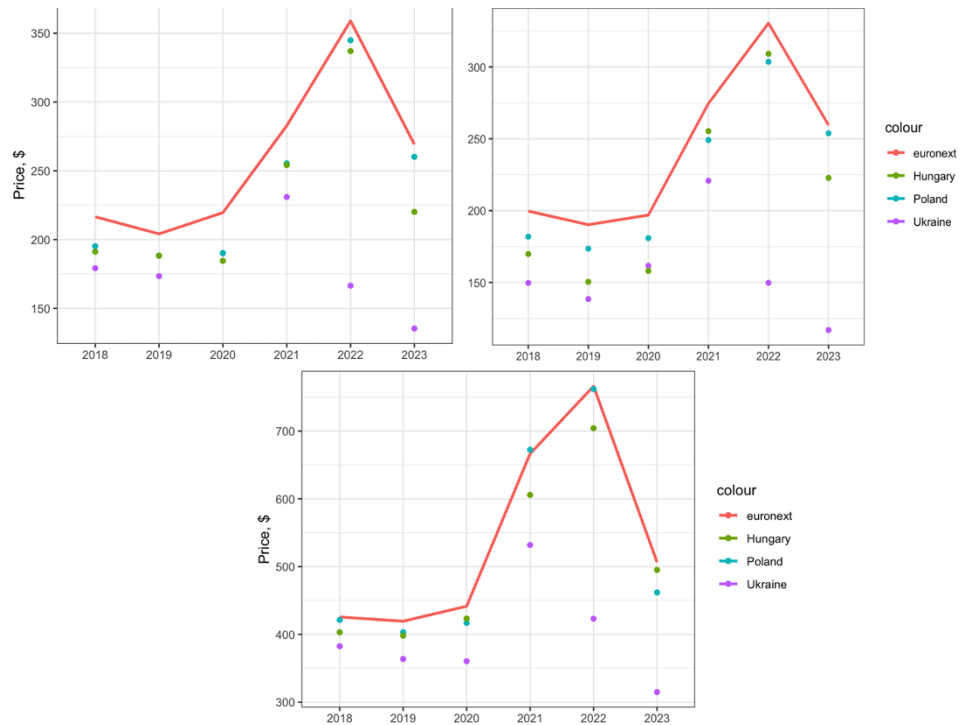 350
300
250
200
150
Price, $
2018 2019 2020 2021 2022 2023
300
250
200
150
2018 2019 2020 2021 2022 2023
colour
euronext
Hungary
Poland
Ukraine
700
600
500
400
300
Price, $
2018 2019 2020 2021 2022 2023
colour
euronext
Hungary
Poland
Ukraine